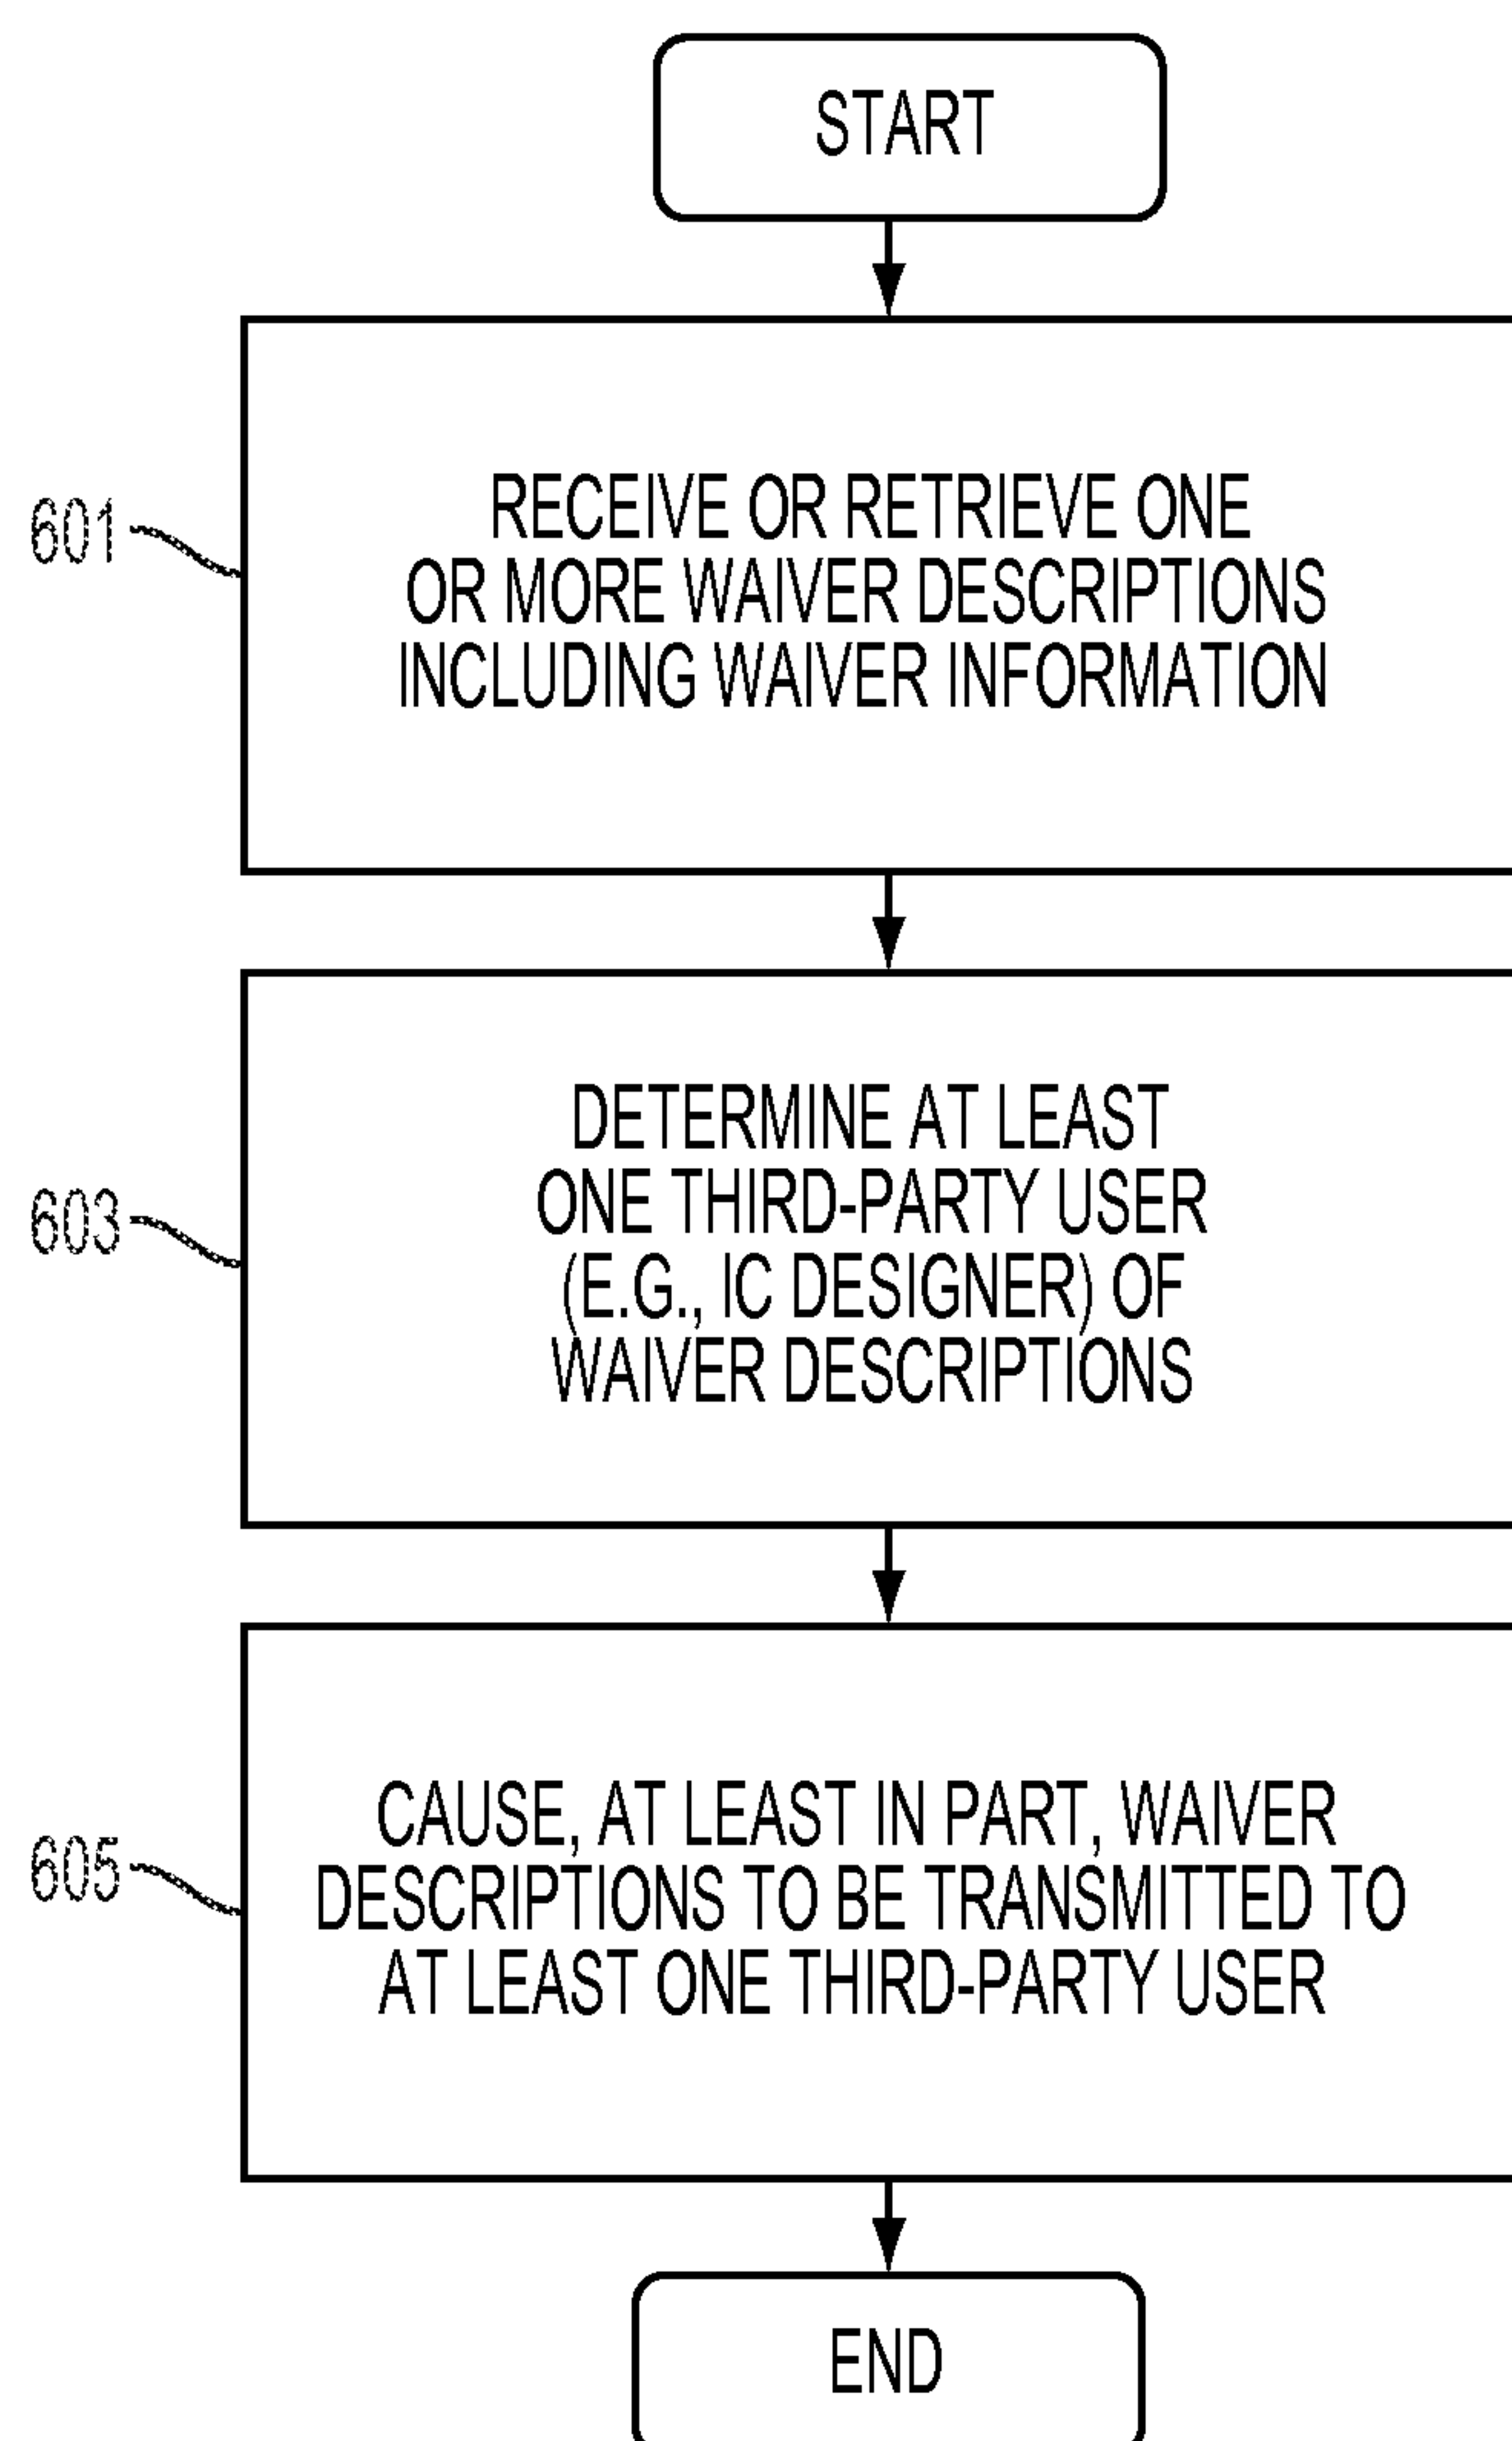 START
601
RECEIVE OR RETRIEVE ONE
OR MORE WAIVER DESCRIPTIONS
INCLUDING WAIVER INFORMATION
603
DETERMINE AT LEAST
ONE THIRD-PARTY USER
(E.G., IC DESIGNER) OF
WAIVER DESCRIPTIONS
605
CAUSE, AT LEAST IN PART, WAIVER
DESCRIPTIONS TO BE TRANSMITTED TO
AT LEAST ONE THIRD-PARTY USER
END